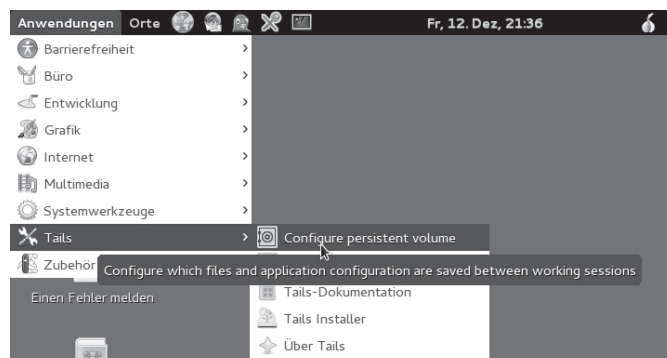 Anwendungen Orte Fr, 12. Dez, 21:36
Barrierefreiheit
Büro
Entwicklung
Grafik
Internet
Multimedia
Systemwerkzeuge
Tails
Configure persistent volume
Zubehör
Configure which files and application configuration are saved between working sessions
Einen Fehler melden
Tails-Dokumentation
Tails Installer
Über Tails